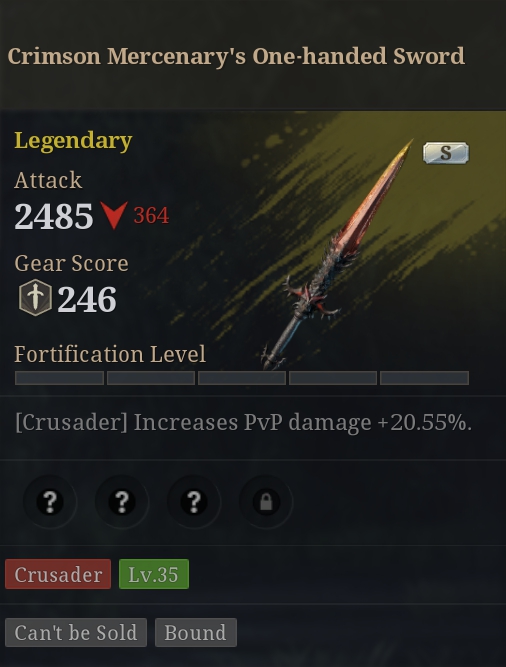 Crimson Mercenary's One-handed Sword
Legendary
S
Attack
2485 364
Gear Score
246
Fortification Level
[Crusader] Increases PvP damage +20.55%.
? ? ?
Crusader Lv.35
Can't be Sold Bound